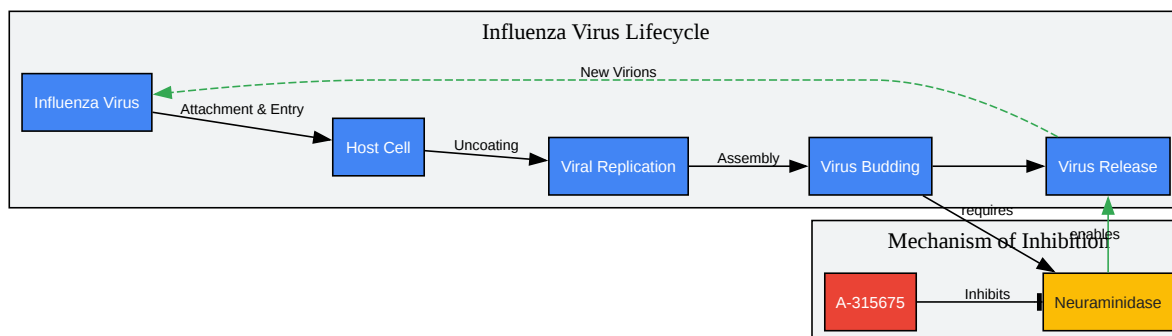 Influenza Virus Lifecycle
New Virions
Influenza Virus
Attachment & Entry
Host Cell
Uncoating
Viral Replication
Assembly
Virus Budding
Virus Release
requires
enables
Mechanism of Inhibition
A-315675
Inhibits
Neuraminidase